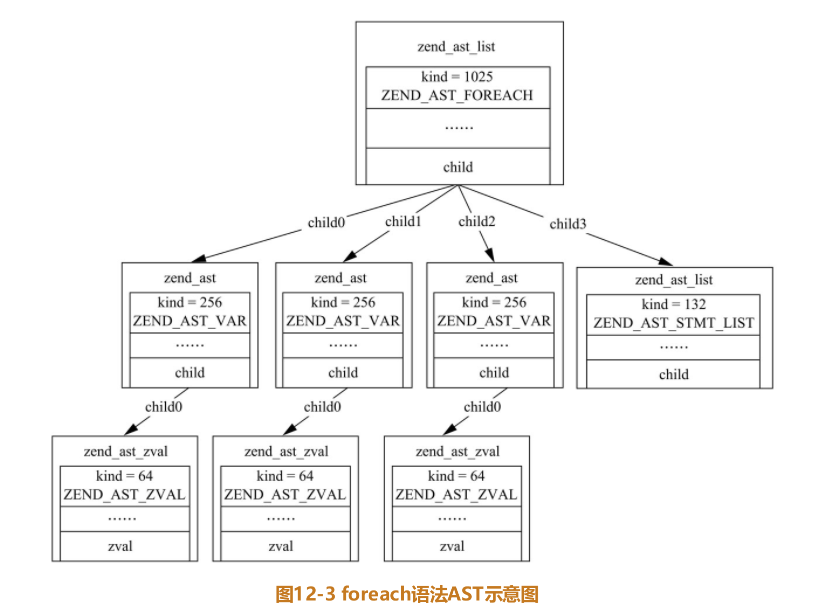 zend_ast_list
kind = 1025
ZEND_AST_FOREACH
……
child
child0
child1
child2
child3
zend_ast
kind = 256
ZEND_AST_VAR
……
child
zend_ast
kind = 256
ZEND_AST_VAR
……
child
zend_ast
kind = 256
ZEND_AST_VAR
……
child
zend_ast_list
kind = 132
ZEND_AST_STMT_LIST
……
child
child0
child0
child0
zend_ast_zval
kind = 64
ZEND_AST_ZVAL
……
zval
zend_ast_zval
kind = 64
ZEND_AST_ZVAL
……
zval
zend_ast_zval
kind = 64
ZEND_AST_ZVAL
……
zval
图12-3 foreach语法AST示意图